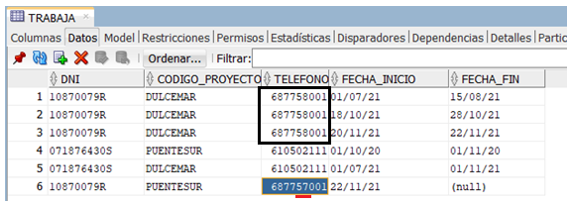 TRABAJA
Columnas Datos Model Restricciones Permisos Estadísticas Disparadores Dependencias Detalles Partic
Ordenar... Filtrar:
DNI CODIGO_PROYECTO TELEFONO FECHA_INICIO FECHA_FIN
1 10870079R DULCEMAR 687758001 01/07/21 15/08/21
2 10870079R DULCEMAR 687758001 18/10/21 28/10/21
3 10870079R DULCEMAR 687758001 20/11/21 22/11/21
4 071876430S PUENTESUR 610502111 01/10/20 01/11/20
5 071876430S DULCEMAR 610502111 01/07/21 01/11/21
6 10870079R PUENTESUR 687757001 22/11/21 (null)